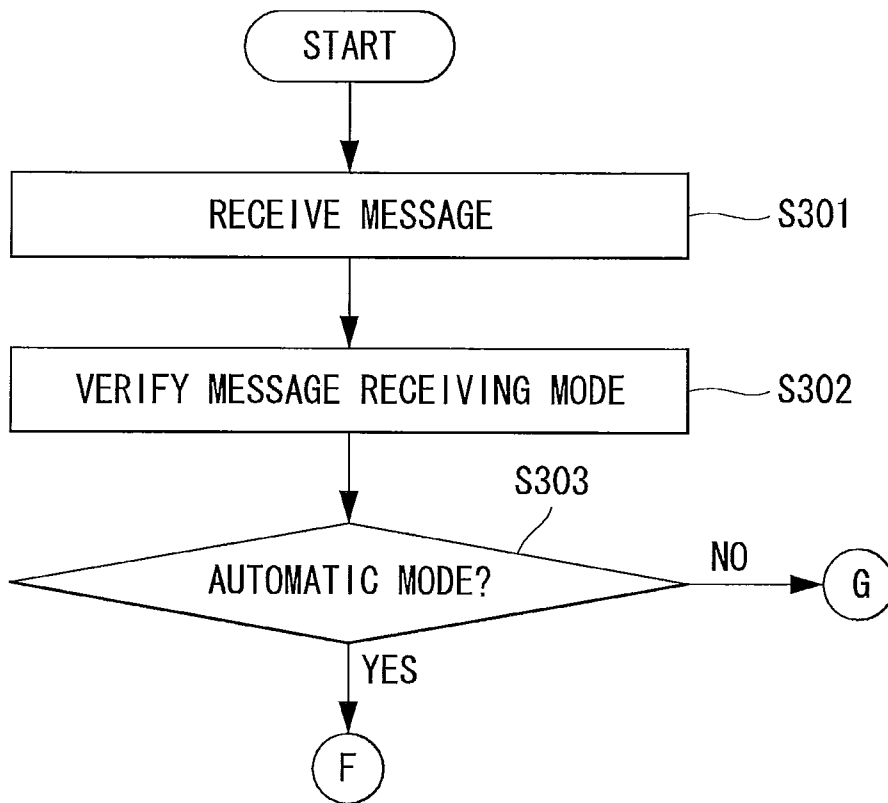 START
RECEIVE MESSAGE
S301
VERIFY MESSAGE RECEIVING MODE
S302
S303
AUTOMATIC MODE?
NO
G
YES
F